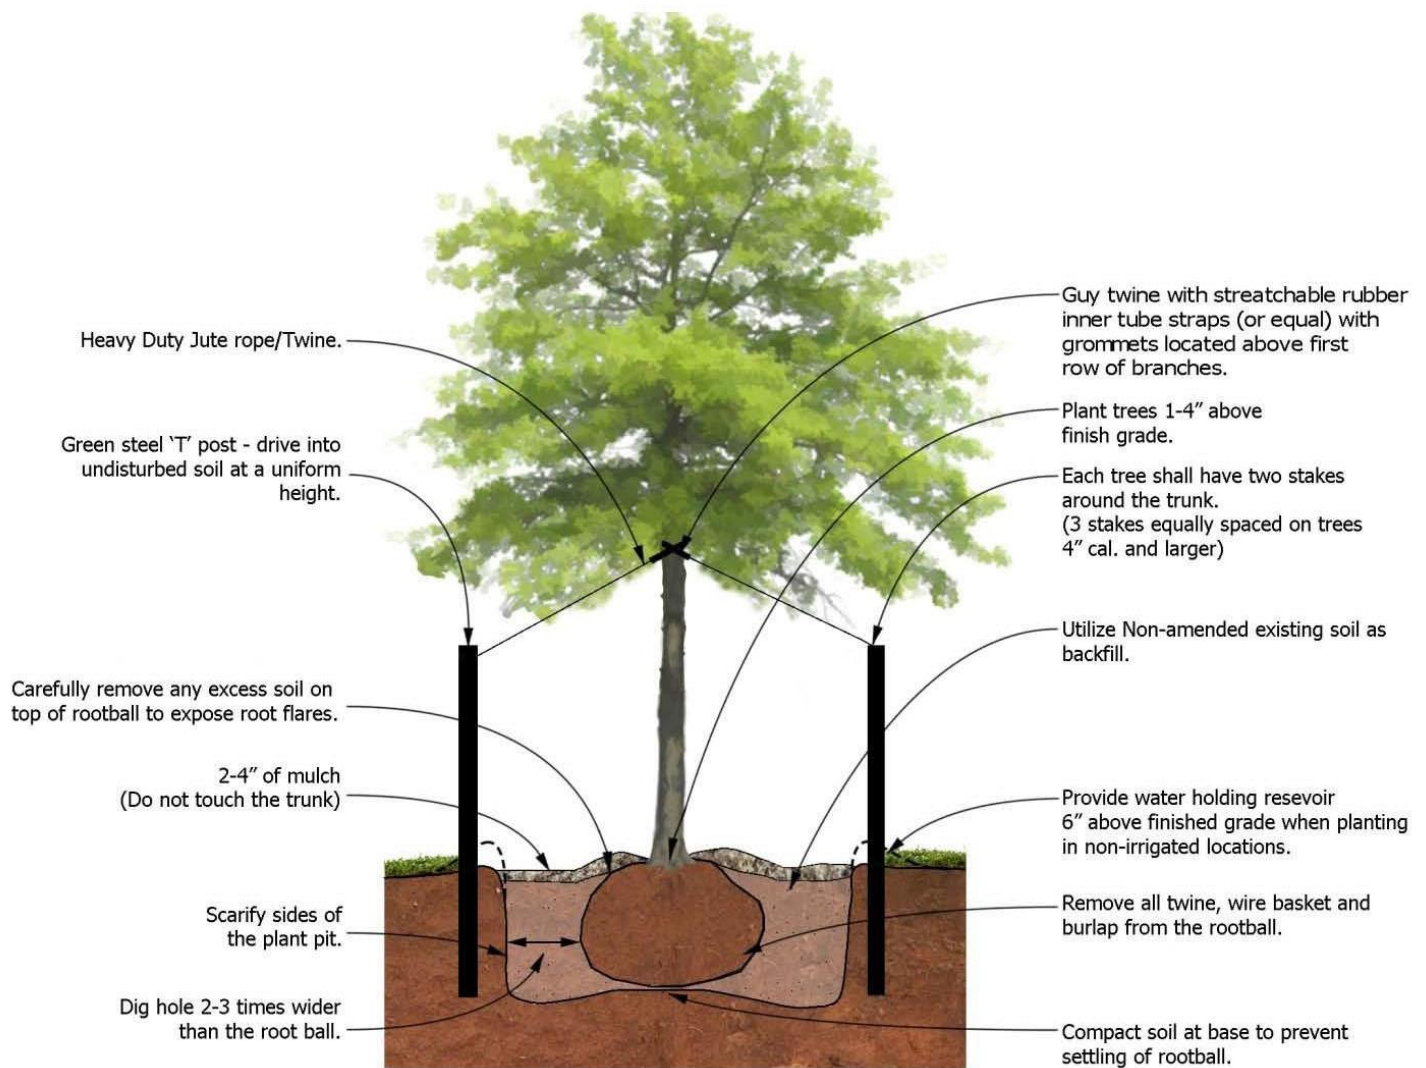 Heavy Duty Jute rope/Twine.
Green steel ‘T’ post - drive into
undisturbed soil at a uniform
height.
Carefully remove any excess soil on
top of rootball to expose root flares.
2-4” of mulch
(Do not touch the trunk)
Scarify sides of
the plant pit.
Dig hole 2-3 times wider
than the root ball.
Guy twine with streatchable rubber
inner tube straps (or equal) with
grommets located above first
row of branches.
Plant trees 1-4” above
finish grade.
Each tree shall have two stakes
around the trunk.
(3 stakes equally spaced on trees
4” cal. and larger)
Utilize Non-amended existing soil as
backfill.
Provide water holding resevoir
6” above finished grade when planting
in non-irrigated locations.
Remove all twine, wire basket and
burlap from the rootball.
Compact soil at base to prevent
settling of rootball.